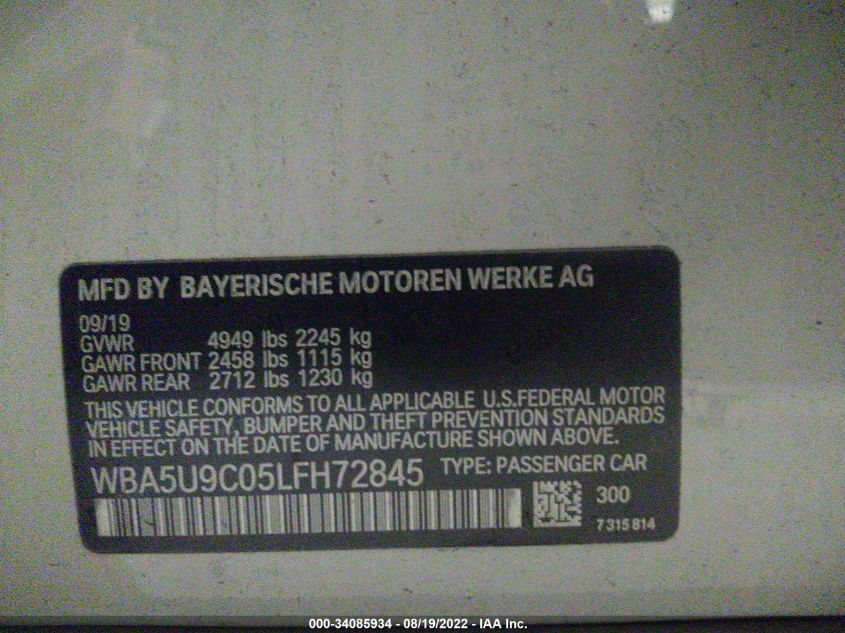 MFD BY BAYERISCHE MOTOREN WERKE AG
09/19
GVWR 4949 lbs 2245 kg
GAWR FRONT 2458 lbs 1115 kg
GAWR REAR 2712 lbs 1230 kg
THIS VEHICLE CONFORMS TO ALL APPLICABLE U.S.FEDERAL MOTOR
VEHICLE SAFETY, BUMPER AND THEFT PREVENTION STANDARDS
IN EFFECT ON THE DATE OF MANUFACTURE SHOWN ABOVE.
WBA5U9C05LFH72845 TYPE: PASSENGER CAR
300
7315814
000-34085934 - 08/19/2022 - IAA Inc.